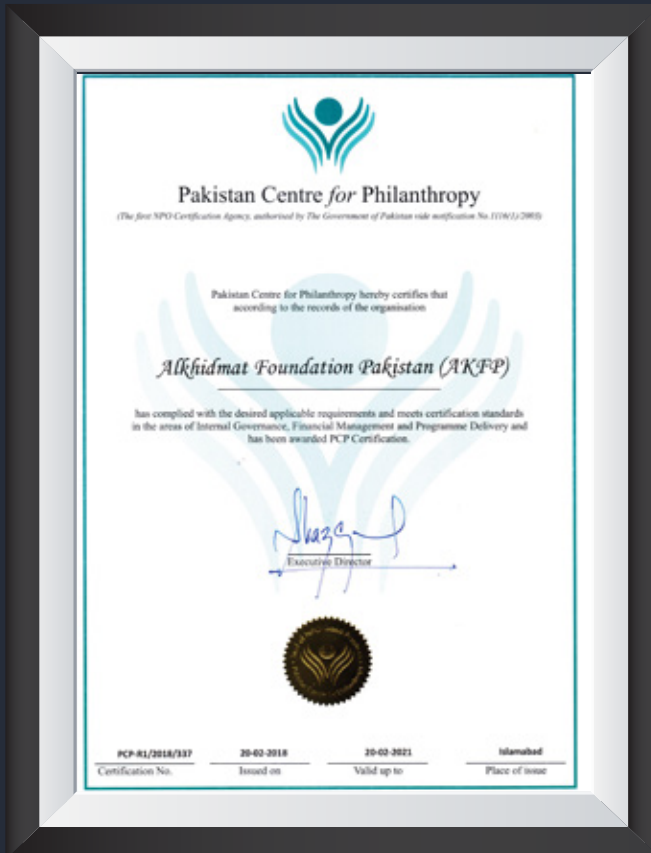 Pakistan Centre for Philanthropy
(The first NPO Certification Agency, authorised by The Government of Pakistan vide notification No.1116(1)/2003)
Pakistan Centre for Philanthropy hereby certifies that
according to the records of the organisation
Alkhidmat Foundation Pakistan (AKFP)
has complied with the desired applicable requirements and meets certification standards
in the areas of Internal Governance, Financial Management and Programme Delivery and
has been awarded PCP Certification.
Executive Director
PCP-R1/2018/337 20-02-2018 20-02-2021 Islamabad
Certification No. Issued on Valid up to Place of issue